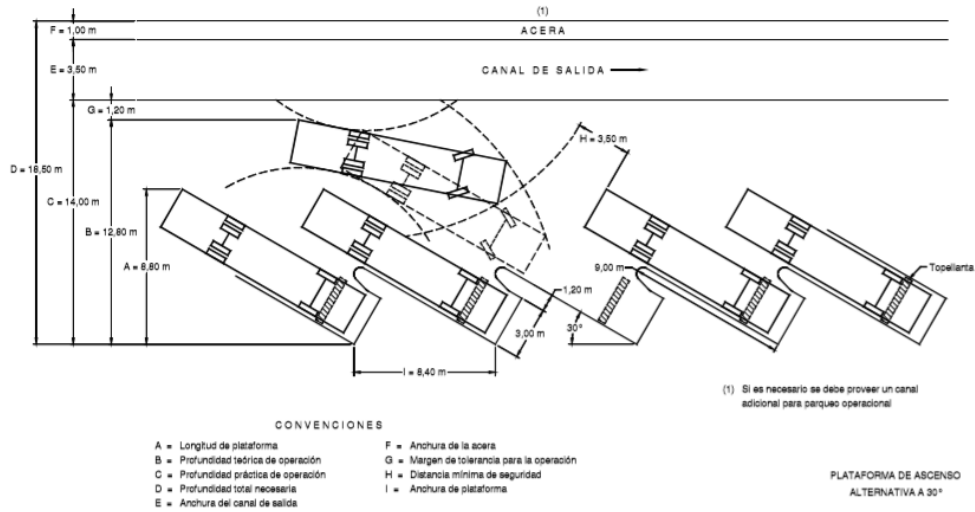 (1)
ACERA
F = 1,00 m
CANAL DE SALIDA
E = 3,50 m
G = 1,20 m
H = 3,50 m
D = 18,50 m
C = 14,00 m
B = 12,80 m
A = 8,80 m
9,00 m
Topellanta
1,20 m
3,00 m
30°
I = 8,40 m
(1) Si es necesario se debe proveer un canal
adicional para parqueo operacional
CONVENCIONES
A = Longitud de plataforma
B = Profundidad teórica de operación
C = Profundidad práctica de operación
D = Profundidad total necesaria
E = Anchura del canal de salida
F = Anchura de la acera
G = Margen de tolerancia para la operación
H = Distancia mínima de seguridad
I = Anchura de plataforma
PLATAFORMA DE ASCENSO
ALTERNATIVA A 30°